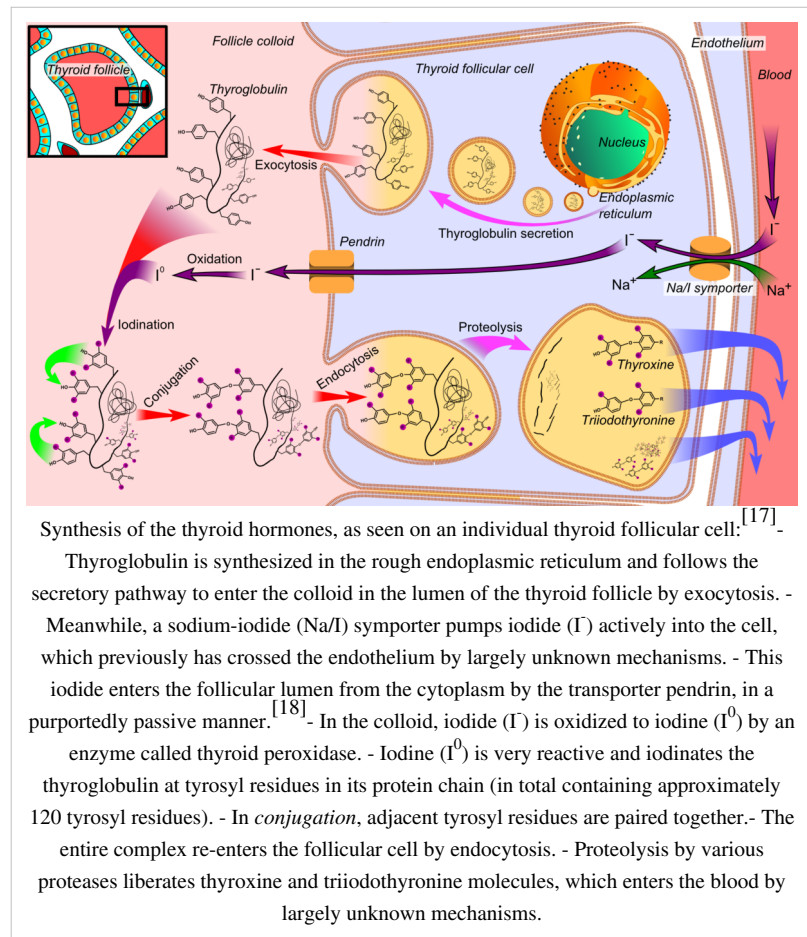 Follicle colloid
Endothelium
Thyroid follicle
Thyroglobulin
Thyroid follicular cell
Blood
Nucleus
Exocytosis
Endoplasmic
reticulum
Thyroglobulin secretion
I⁻
I⁻
Pendrin
Oxidation
I⁰
I⁻
Na⁺
Na/I symporter
Na⁺
Iodination
Proteolysis
Conjugation
Endocytosis
Thyroxine
Triiodothyronine
Synthesis of the thyroid hormones, as seen on an individual thyroid follicular cell:[17]-
Thyroglobulin is synthesized in the rough endoplasmic reticulum and follows the
secretory pathway to enter the colloid in the lumen of the thyroid follicle by exocytosis. -
Meanwhile, a sodium-iodide (Na/I) symporter pumps iodide (I⁻) actively into the cell,
which previously has crossed the endothelium by largely unknown mechanisms. - This
iodide enters the follicular lumen from the cytoplasm by the transporter pendrin, in a
purportedly passive manner.[18]- In the colloid, iodide (I⁻) is oxidized to iodine (I⁰) by an
enzyme called thyroid peroxidase. - Iodine (I⁰) is very reactive and iodinates the
thyroglobulin at tyrosyl residues in its protein chain (in total containing approximately
120 tyrosyl residues). - In conjugation, adjacent tyrosyl residues are paired together.- The
entire complex re-enters the follicular cell by endocytosis. - Proteolysis by various
proteases liberates thyroxine and triiodothyronine molecules, which enters the blood by
largely unknown mechanisms.